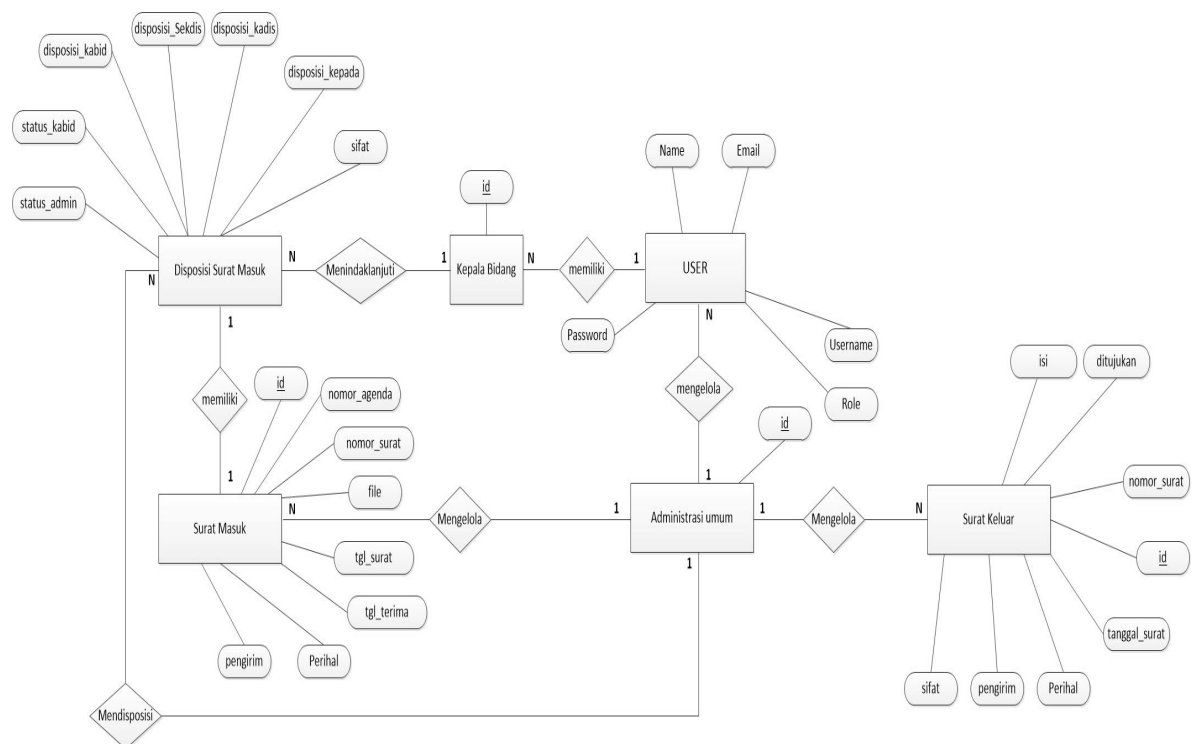 disposisi_Sekdis
disposisi_kadis
disposisi_kabid
disposisi_kepada
status_kabid
sifat
status_admin
Name
Email
id
Disposisi Surat Masuk
N
N
Menindaklanjuti
1
Kepala Bidang
N
memiliki
1
USER
N
Password
Username
Role
1
memiliki
1
id
nomor_agenda
nomor_surat
file
N
Surat Masuk
tgl_surat
tgl_terima
Perihal
pengirim
Mengelola
1
mengelola
id
1
Administrasi umum
1
1
Mengelola
N
isi
ditujukan
nomor_surat
Surat Keluar
id
tanggal_surat
sifat
pengirim
Perihal
Mendisposisi